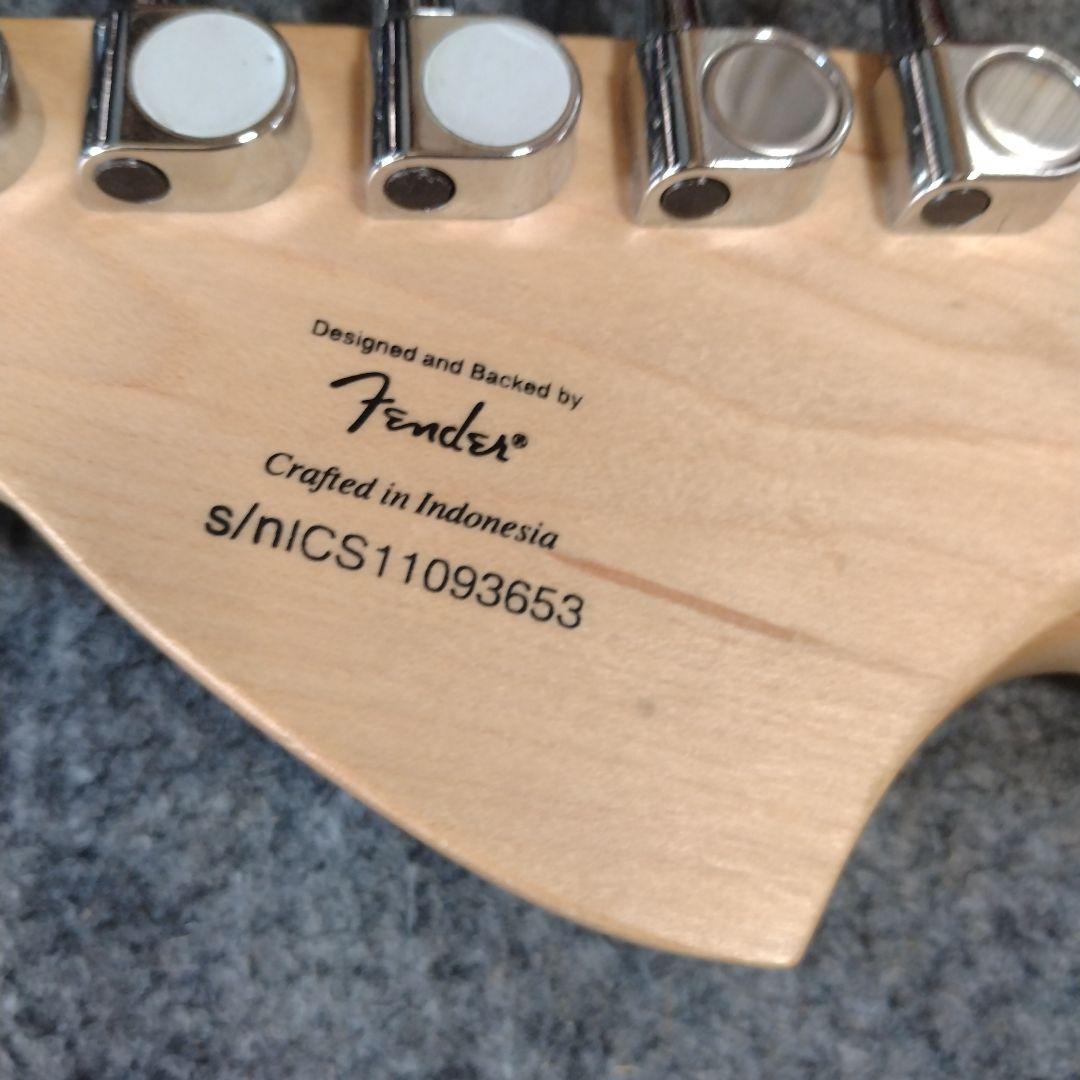 Designed and Backed by
Fender®
Crafted in Indonesia
s/nICS11093653